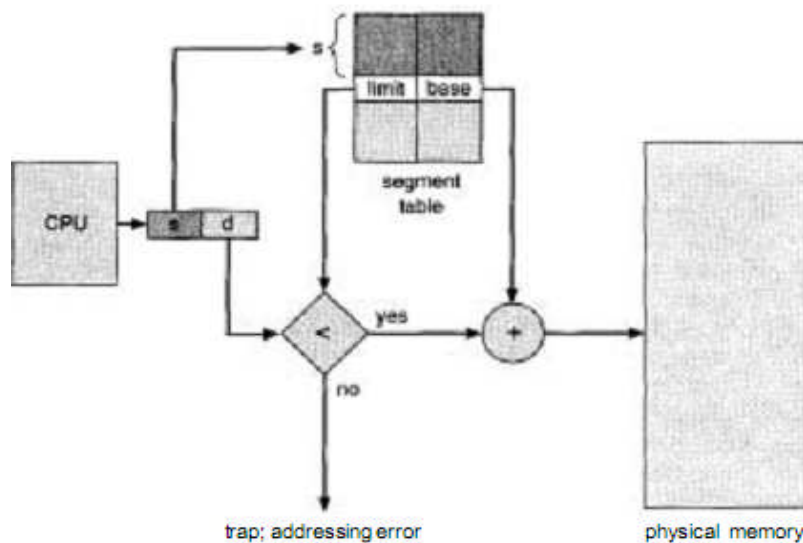 s
limit base
segment
table
CPU
s d
<
yes
+
no
trap; addressing error
physical memory